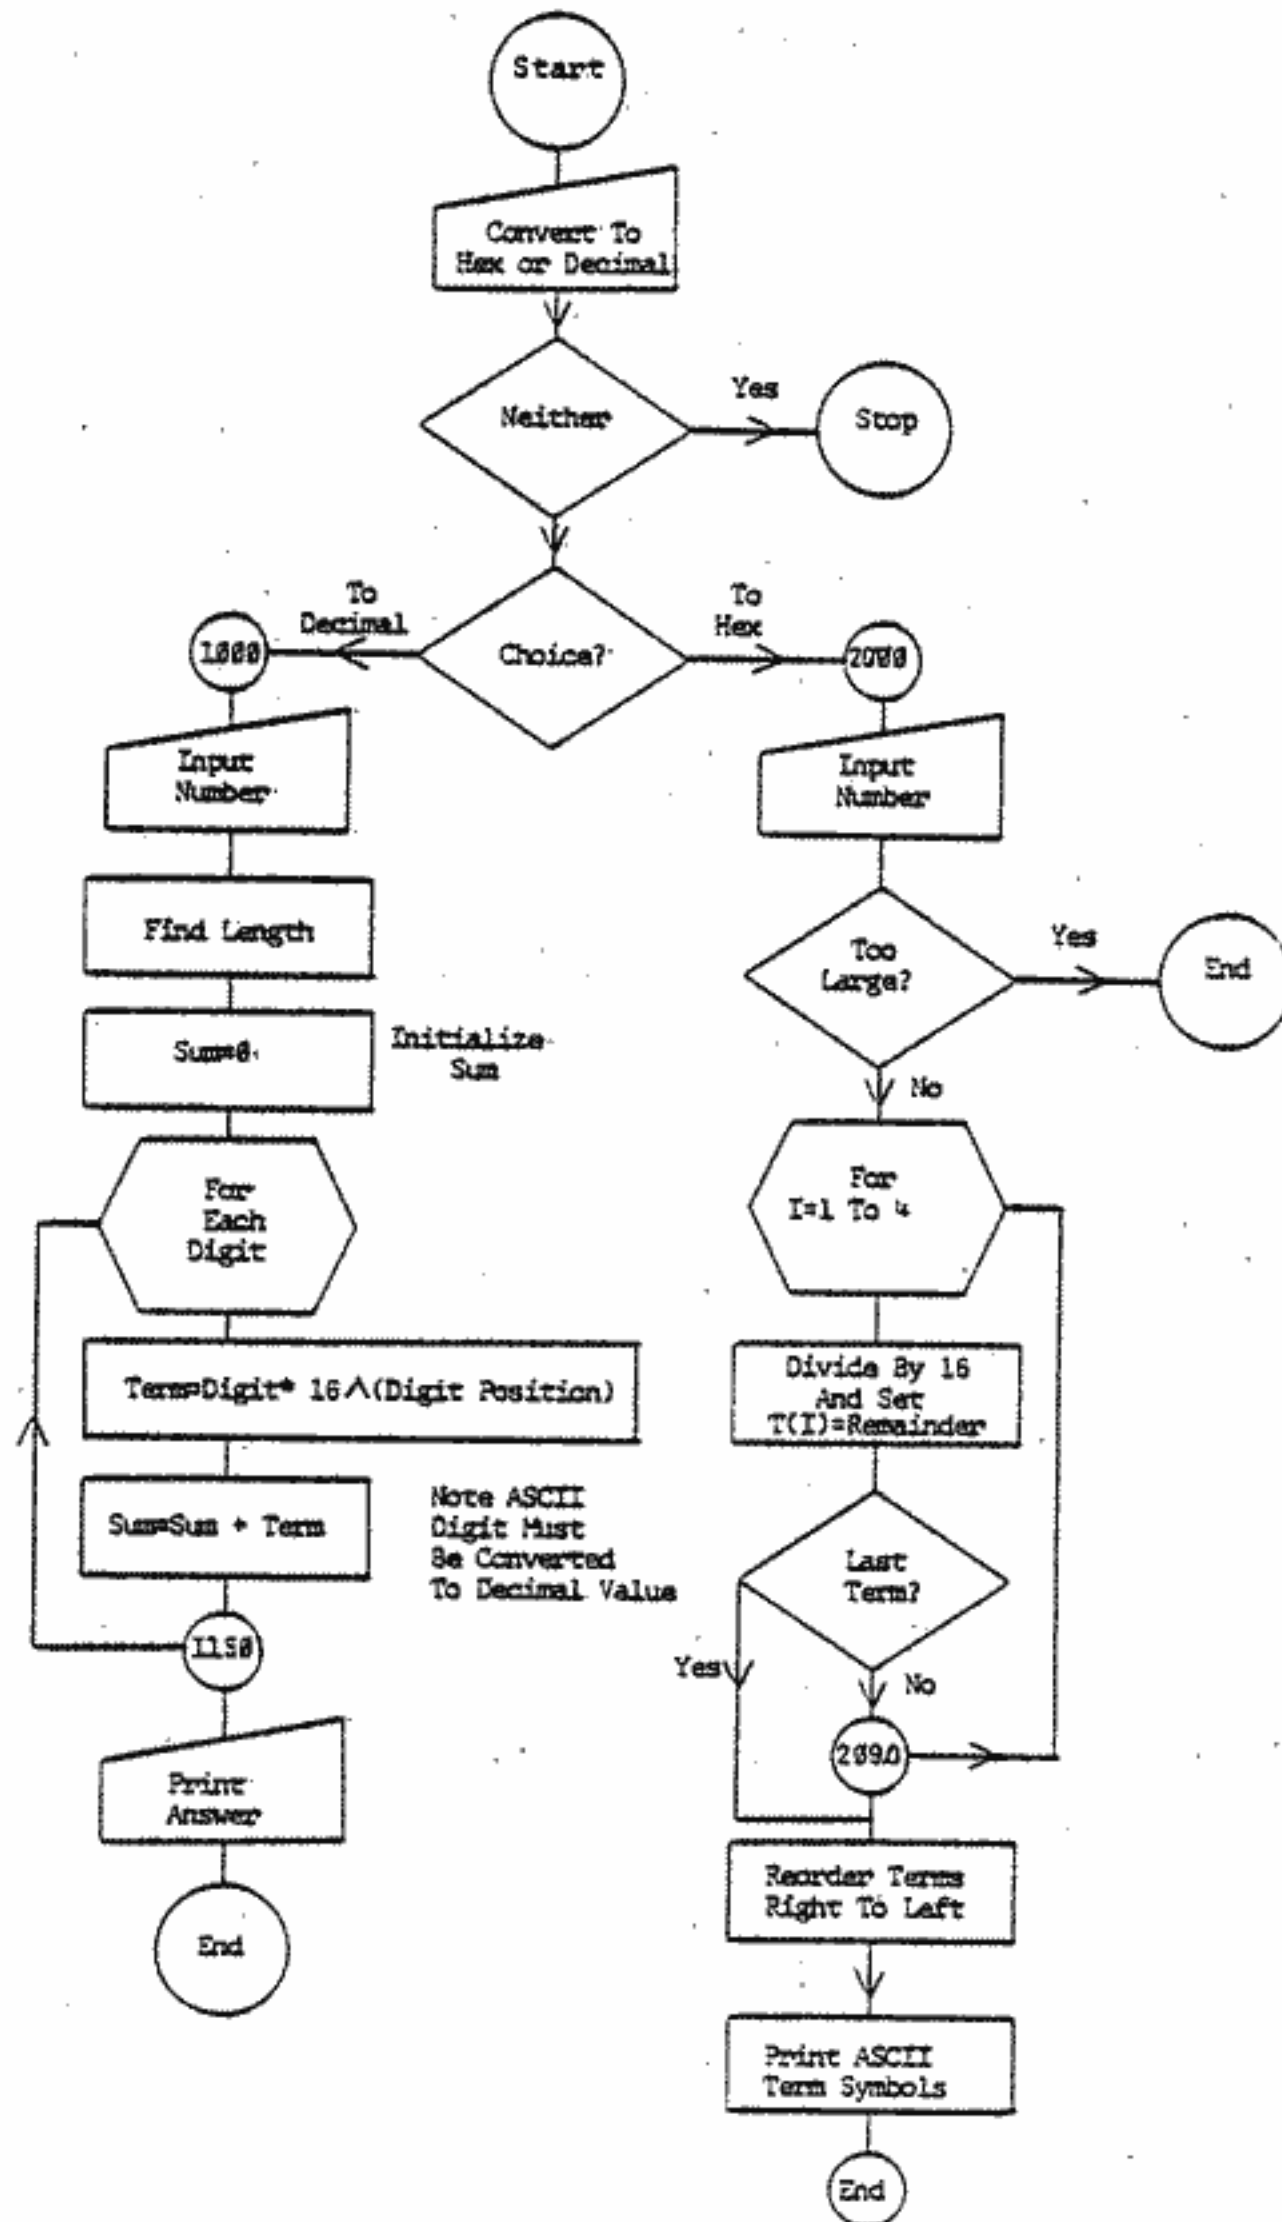 Start
Convert To
Hex or Decimal
Neither
Yes
Stop
Choice?
To
Decimal
To
Hex
1000
Input
Number
Find Length
Sum=0
Initialize
Sum
For
Each
Digit
Term=Digit* 16^(Digit Position)
Sum=Sum + Term
Note ASCII
Digit Must
Be Converted
To Decimal Value
1150
Print
Answer
End
2000
Input
Number
Too
Large?
Yes
End
No
For
I=1 To 4
Divide By 16
And Set
T(I)=Remainder
Last
Term?
Yes
No
2090
Reorder Terms
Right To Left
Print ASCII
Term Symbols
End